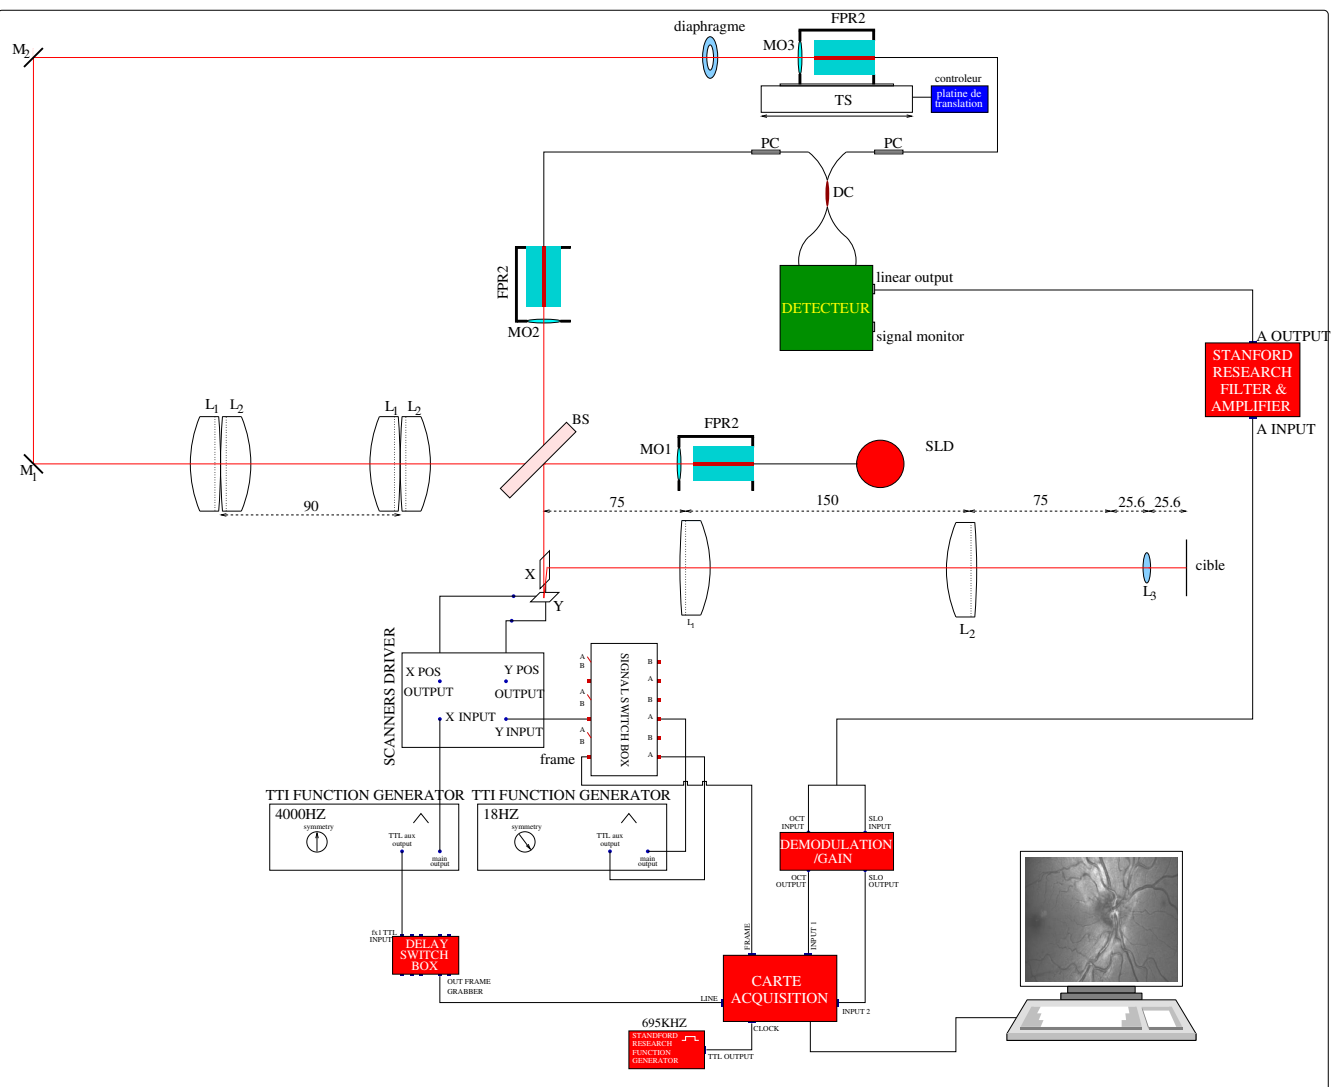 FPR2
diaphragme
MO3
M2
controleur
platine de
translation
TS
PC
PC
DC
FPR2
linear output
DETECTEUR
signal monitor
MO2
A OUTPUT
STANFORD
RESEARCH
FILTER &
AMPLIFIER
A INPUT
L1 L2
L1 L2
BS
FPR2
MO1
SLD
M1
90
75
150
75
25.6
25.6
X
Y
cible
L1
L2
L3
SCANNERS DRIVER
X POS
OUTPUT
Y POS
OUTPUT
X INPUT
Y INPUT
SIGNAL SWITCH BOX
A
B
A
B
A
B
B
A
B
A
B
A
frame
TTI FUNCTION GENERATOR
4000HZ
symmetry
TTL aux
output
main
output
TTI FUNCTION GENERATOR
18HZ
symmetry
TTL aux
output
main
output
OCT
INPUT
SLO
INPUT
DEMODULATION
/GAIN
OCT
OUTPUT
SLO
OUTPUT
fx1 TTL
INPUT
DELAY
SWITCH
BOX
OUT FRAME
GRABBER
FRAME
INPUT 1
CARTE
ACQUISITION
LINE
INPUT 2
CLOCK
695KHZ
STANDFORD
RESEARCH
FUNCTION
GENERATOR
TTL OUTPUT